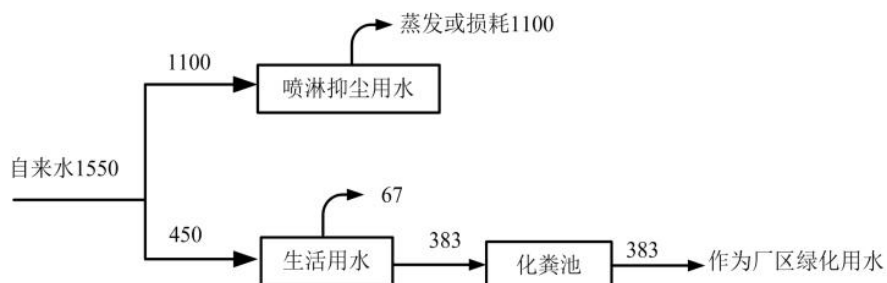 蒸发或损耗1100
1100
喷淋抑尘用水
自来水1550
67
450
生活用水
383
化粪池
383
作为厂区绿化用水